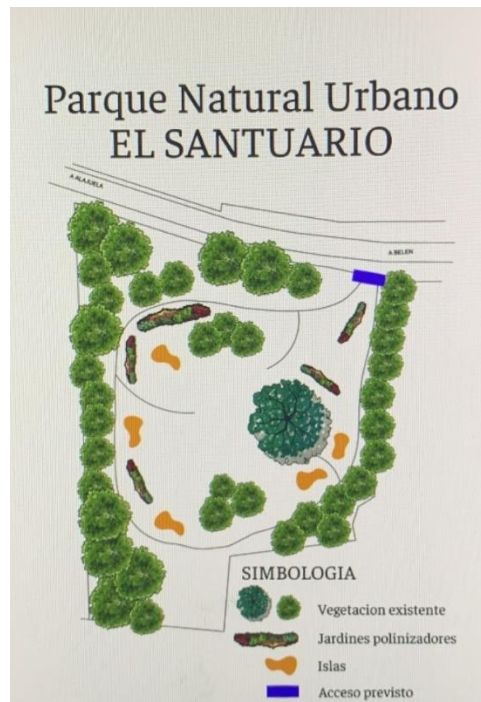 Parque Natural Urbano
EL SANTUARIO
A ALAJUELA
A BELEN
SIMBOLOGIA
Vegetacion existente
Jardines polinizadores
Islas
Acceso previsto